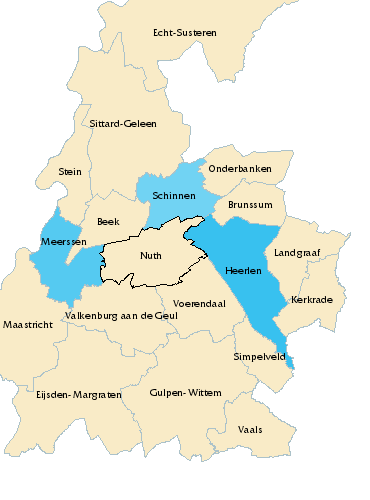 Echt-Susteren
Sittard-Geleen
Stein
Onderbanken
Schinnen
Brunssum
Beek
Meerssen
Nuth
Landgraaf
Heerlen
Kerkrade
Voerendaal
Valkenburg aan de Geul
Maastricht
Simpelveld
Eijsden-Margraten
Gulpen-Wittem
Vaals